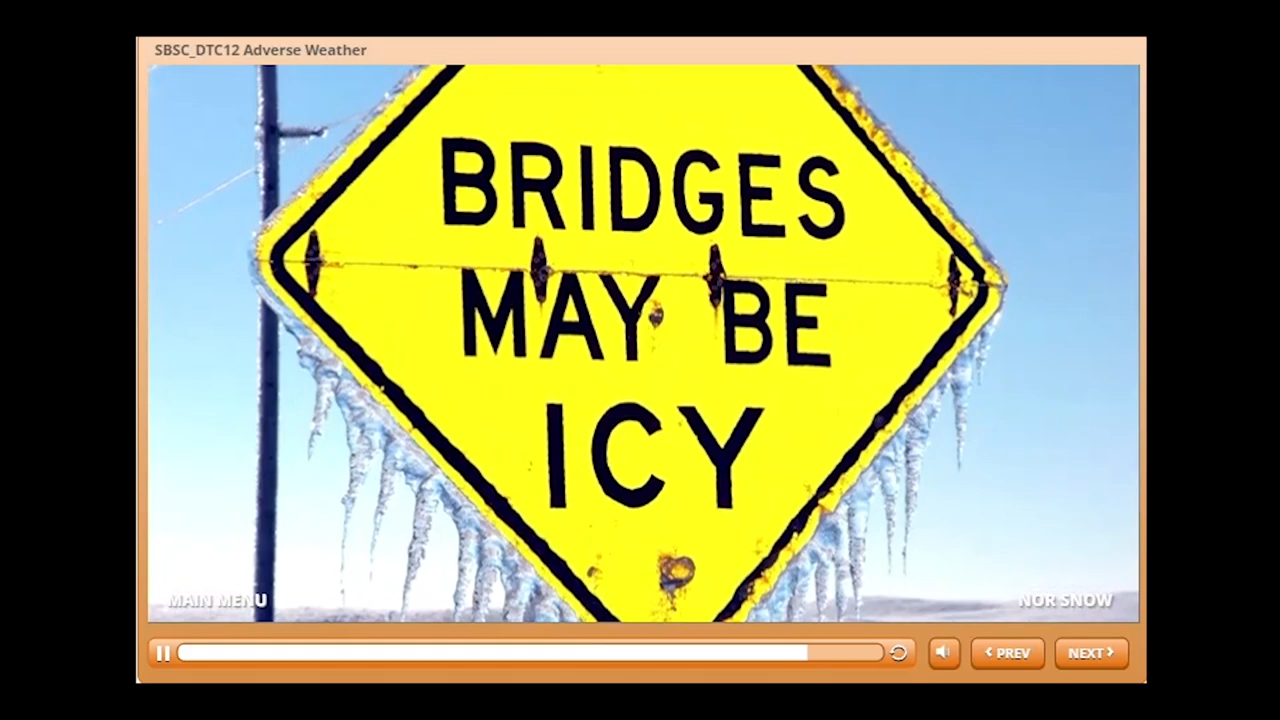 SBSC_DTC12 Adverse Weather
BRIDGES
MAY BE
ICY
MAIN MENU
NOR SNOW
PREV
NEXT